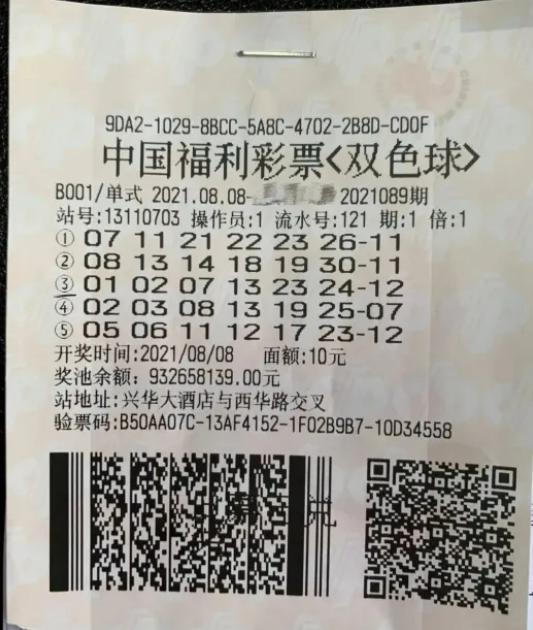 9DA2-1029-8BCC-5A8C-4702-2B8D-CD0F
中国福利彩票<双色球>
B001/单式 2021.08.08- 2021089期
站号:13110703 操作员:1 流水号:121 期:1 倍:1
① 07 11 21 22 23 26-11
② 08 13 14 18 19 30-11
③ 01 02 07 13 23 24-12
④ 02 03 08 13 19 25-07
⑤ 05 06 11 12 17 23-12
开奖时间:2021/08/08 面额:10元
奖池余额: 932658139.00元
站地址:兴华大酒店与西华路交叉
验票码:B50AA07C-13AF4152-1F02B9B7-10D34558